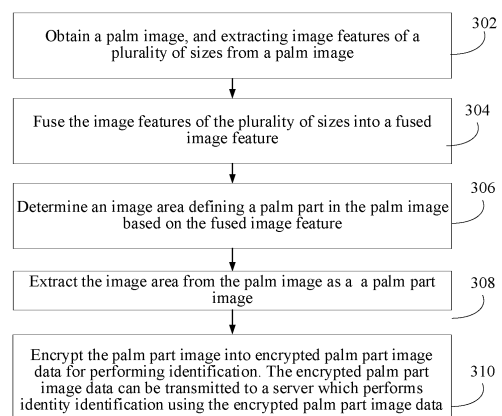 Obtain a palm image, and extracting image features of a
plurality of sizes from a palm image
302
Fuse the image features of the plurality of sizes into a fused
image feature
304
Determine an image area defining a palm part in the palm image
based on the fused image feature
306
Extract the image area from the palm image as a a palm part
image
308
Encrypt the palm part image into encrypted palm part image
data for performing identification. The encrypted palm part
image data can be transmitted to a server which performs
identity identification using the encrypted palm part image data
310